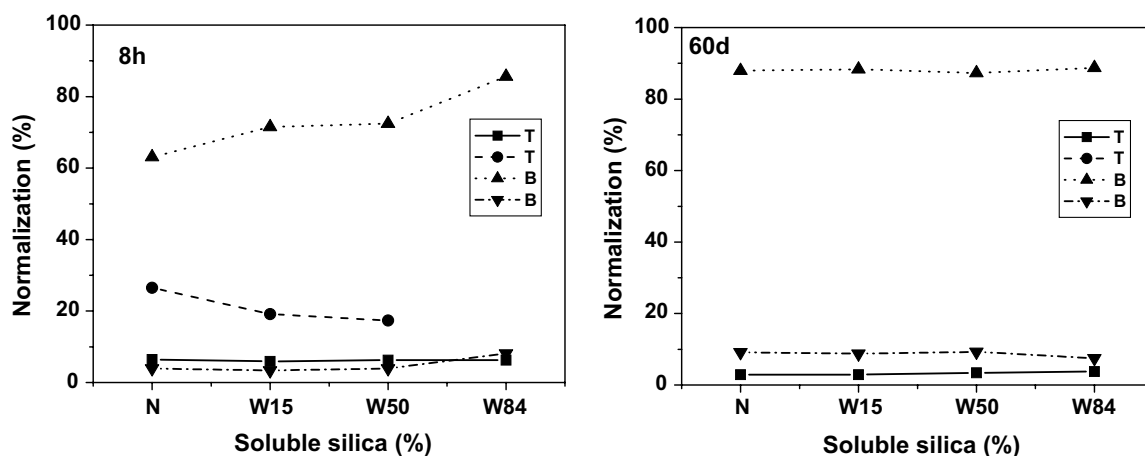 100
80
60
40
20
0
Normalization (%)
8h
T
T
B
B
N W15 W50 W84
Soluble silica (%)
100
80
60
40
20
0
Normalization (%)
60d
T
T
B
B
N W15 W50 W84
Soluble silica (%)